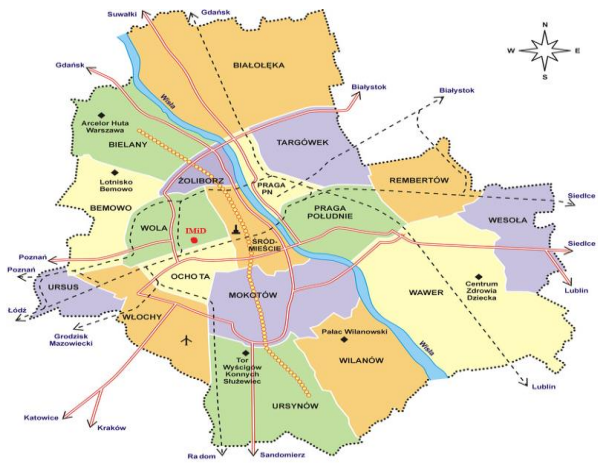 Suwałki
Gdańsk
N
W
E
S
Gdańsk
BIAŁOŁĘKA
Białystok
Białystok
Wisła
Arcelor Huta
Warszawa
BIELANY
TARGÓWEK
Lotnisko
Bemowo
ŻOLIBORZ
PRAGA
PN
REMBERTÓW
BEMOWO
Siedlce
PRAGA
POŁUDNIE
WESOŁA
WOLA
IMiD
ŚRÓD-
MIEŚCIE
Siedlce
Poznań
Poznań
OCHOTA
URSUS
MOKOTÓW
WAWER
Centrum
Zdrowia
Dziecka
Lublin
Łódź
WŁOCHY
Grodzisk
Mazowiecki
Pałac Wilanowski
Wisła
WILANÓW
Tor
Wyścigów
Konnych
Służewiec
Lublin
URSYNÓW
Katowice
Kraków
Radom
Sandomierz